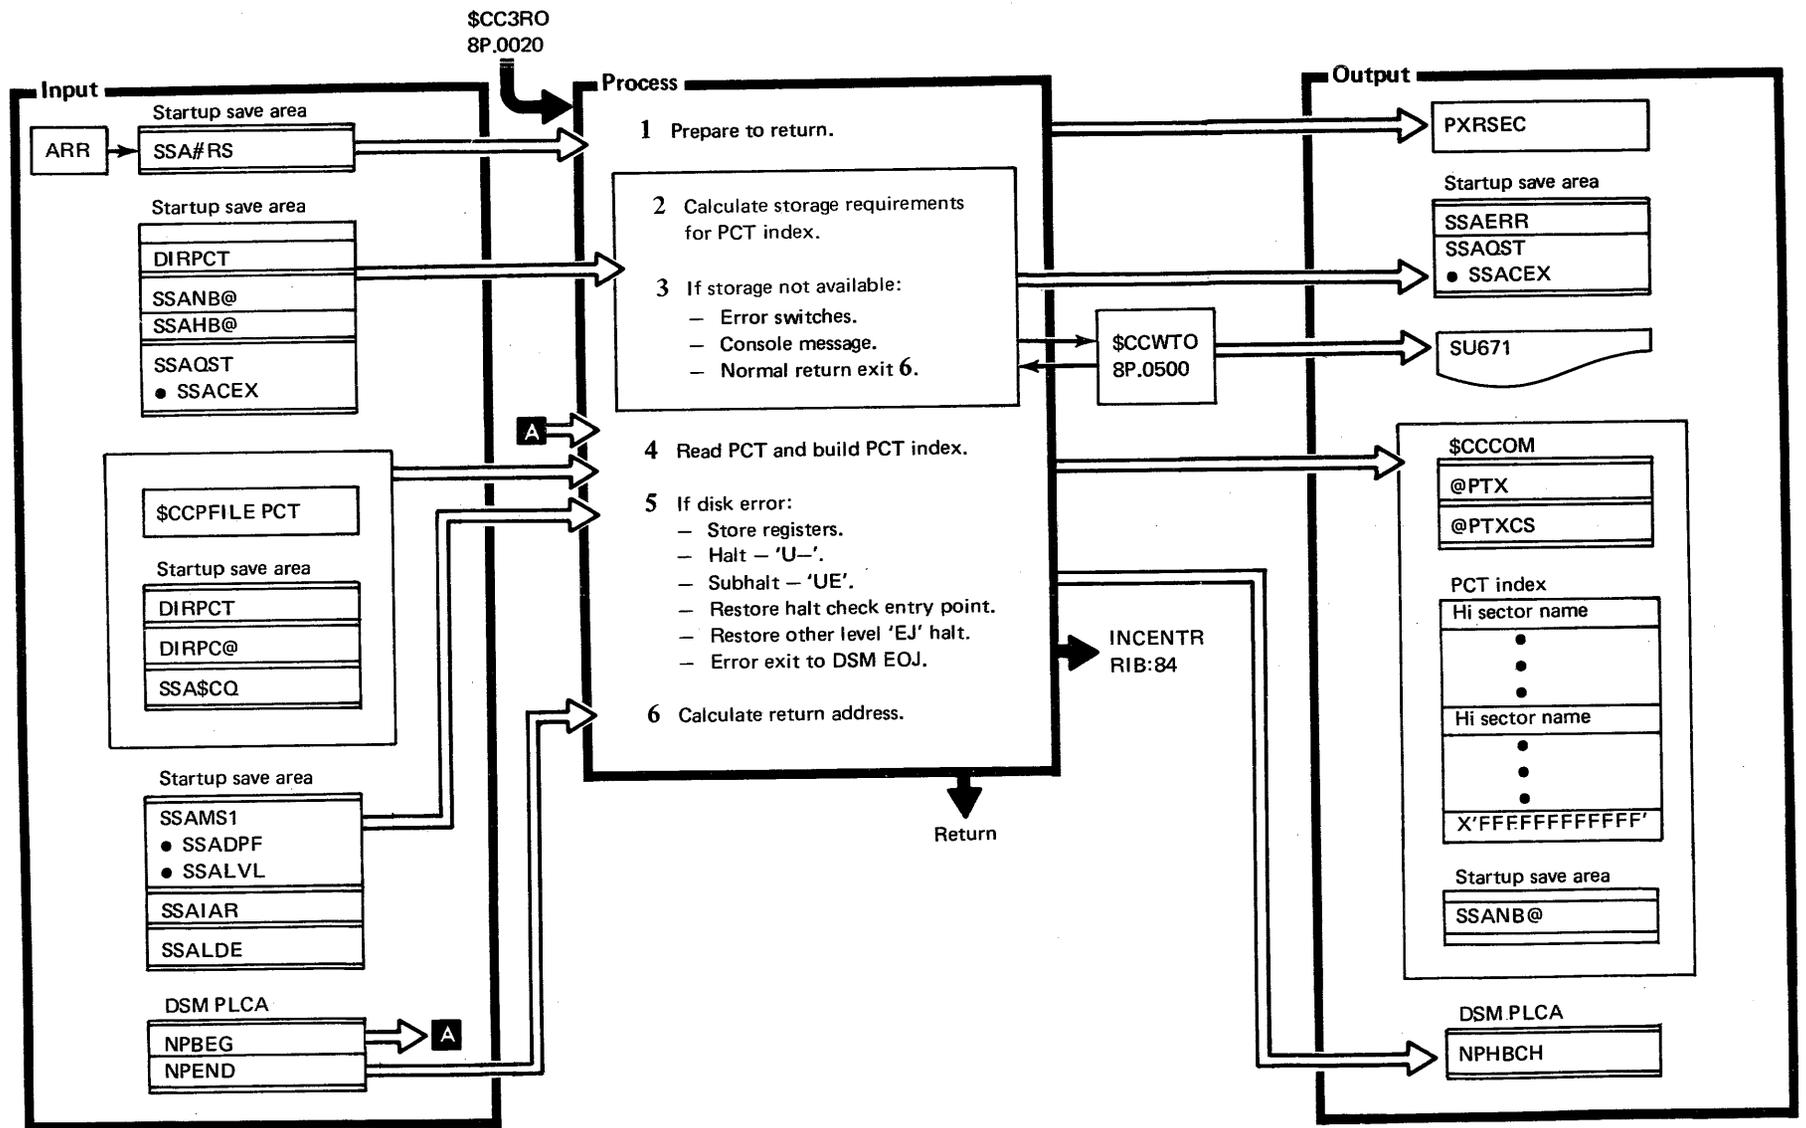 $CC3RO
8P.0020
Input
Startup save area
ARR
SSA#RS
Startup save area
DIRPCT
SSANB@
SSAHB@
SSAQST
● SSACEX
$CCPFILE PCT
Startup save area
DIRPCT
DIRPC@
SSA$CQ
Startup save area
SSAMS1
● SSADPF
● SSALVL
SSAIAR
SSALDE
DSM PLCA
NPBEG
A
NPEND
Process
1 Prepare to return.
2 Calculate storage requirements
for PCT index.
3 If storage not available:
— Error switches.
— Console message.
— Normal return exit 6.
A
4 Read PCT and build PCT index.
5 If disk error:
— Store registers.
— Halt — 'U—'.
— Subhalt — 'UE'.
— Restore halt check entry point.
— Restore other level 'EJ' halt.
— Error exit to DSM EOJ.
6 Calculate return address.
Return
$CCWTO
8P.0500
INCENTR
RIB:84
Output
PXRSEC
Startup save area
SSAERR
SSAQST
● SSACEX
SU671
$CCCOM
@PTX
@PTXCS
PCT index
Hi sector name
●
●
●
Hi sector name
●
●
●
X'FFFFFFFFFFFF'
Startup save area
SSANB@
DSM PLCA
NPHBCH